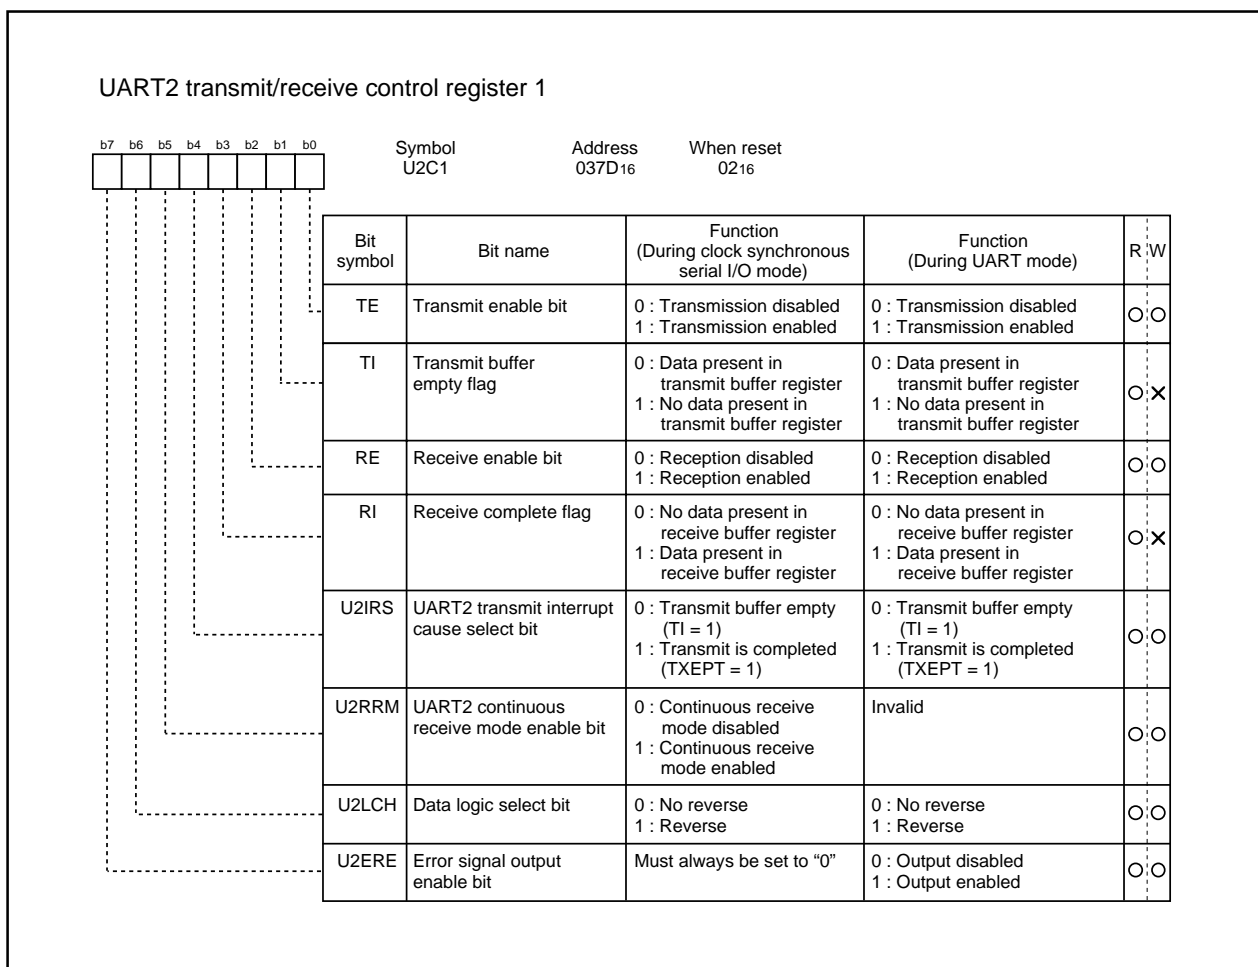 UART2 transmit/receive control register 1
b7 b6 b5 b4 b3 b2 b1 b0
Symbol Address When reset
U2C1 037D16 0216
Bit symbol
Bit name
Function
(During clock synchronous
serial I/O mode)
Function
(During UART mode)
R W
TE
Transmit enable bit
0 : Transmission disabled
1 : Transmission enabled
0 : Transmission disabled
1 : Transmission enabled
TI
Transmit buffer
empty flag
0 : Data present in
transmit buffer register
1 : No data present in
transmit buffer register
0 : Data present in
transmit buffer register
1 : No data present in
transmit buffer register
RE
Receive enable bit
0 : Reception disabled
1 : Reception enabled
0 : Reception disabled
1 : Reception enabled
RI
Receive complete flag
0 : No data present in
receive buffer register
1 : Data present in
receive buffer register
0 : No data present in
receive buffer register
1 : Data present in
receive buffer register
U2IRS
UART2 transmit interrupt
cause select bit
0 : Transmit buffer empty
(TI = 1)
1 : Transmit is completed
(TXEPT = 1)
0 : Transmit buffer empty
(TI = 1)
1 : Transmit is completed
(TXEPT = 1)
U2RRM
UART2 continuous
receive mode enable bit
0 : Continuous receive
mode disabled
1 : Continuous receive
mode enabled
Invalid
U2LCH
Data logic select bit
0 : No reverse
1 : Reverse
0 : No reverse
1 : Reverse
U2ERE
Error signal output
enable bit
Must always be set to “0”
0 : Output disabled
1 : Output enabled